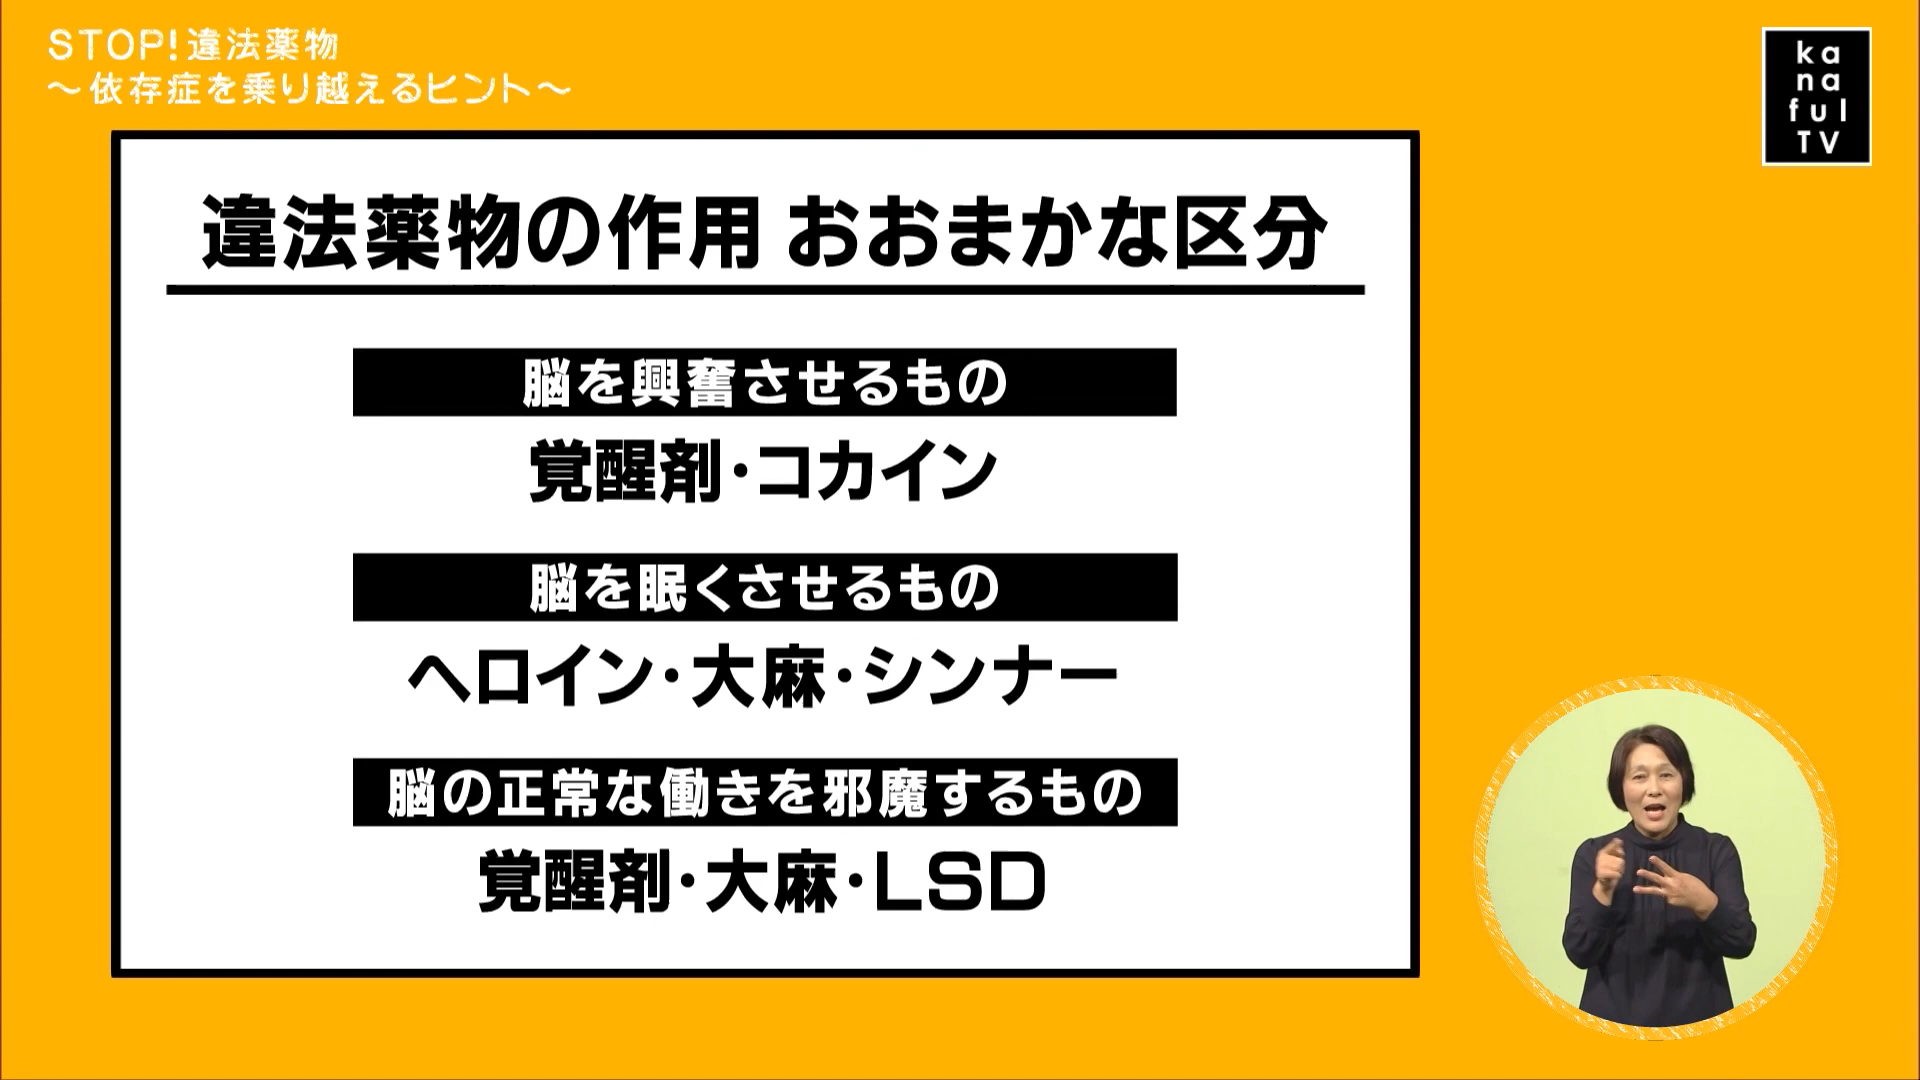 STOP!違法薬物
～依存症を乗り越えるヒント～
ka
na
ful
TV
違法薬物の作用 おおまかな区分
脳を興奮させるもの
覚醒剤・コカイン
脳を眠くさせるもの
ヘロイン・大麻・シンナー
脳の正常な働きを邪魔するもの
覚醒剤・大麻・LSD